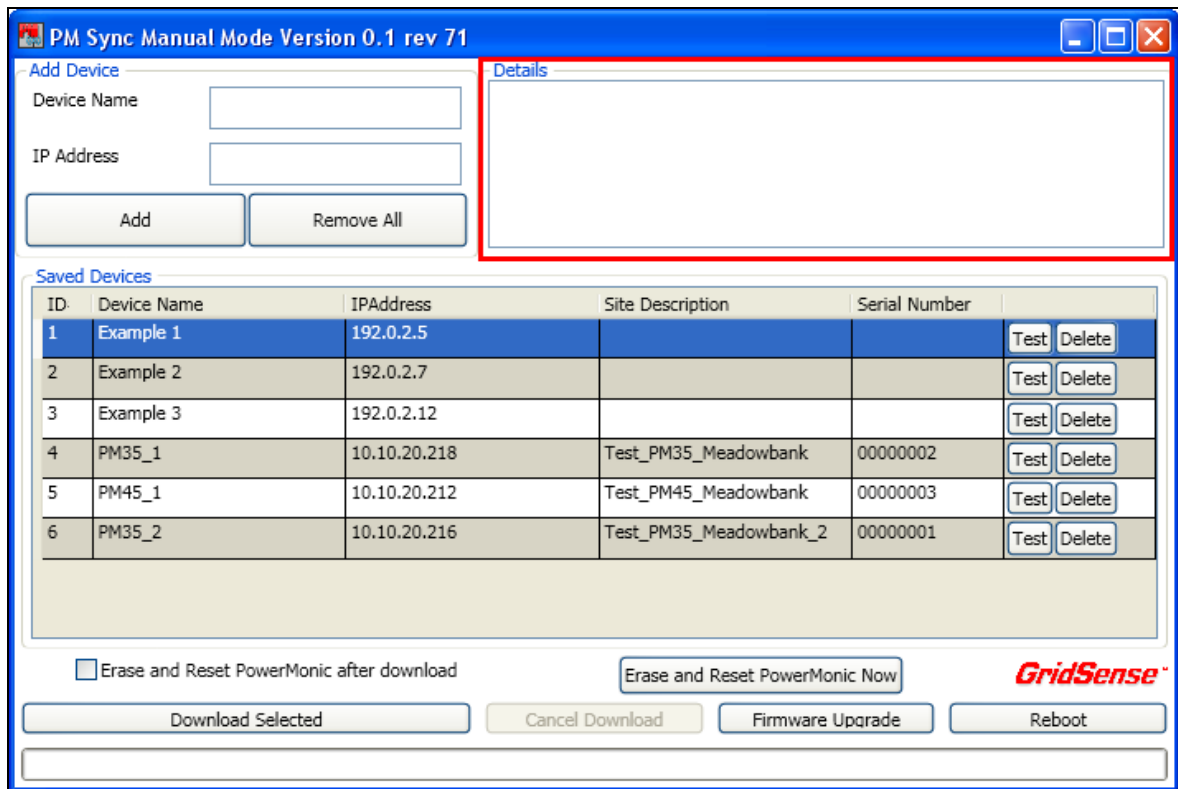 PM Sync Manual Mode Version 0.1 rev 71
Add Device
Device Name
IP Address
Add Remove All
Details
Saved Devices
ID Device Name IPAddress Site Description Serial Number
1 Example 1 192.0.2.5 Test Delete
2 Example 2 192.0.2.7 Test Delete
3 Example 3 192.0.2.12 Test Delete
4 PM35_1 10.10.20.218 Test_PM35_Meadowbank 00000002 Test Delete
5 PM45_1 10.10.20.212 Test_PM45_Meadowbank 00000003 Test Delete
6 PM35_2 10.10.20.216 Test_PM35_Meadowbank_2 00000001 Test Delete
Erase and Reset PowerMonic after download Erase and Reset PowerMonic Now GridSense
Download Selected Cancel Download Firmware Upgrade Reboot